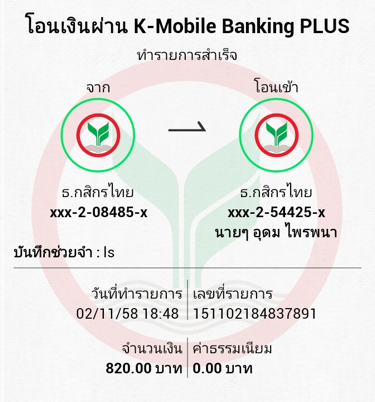 โอนเงินผ่าน K-Mobile Banking PLUS
ทำรายการสำเร็จ
จาก โอนเข้า
ธ.กสิกรไทย ธ.กสิกรไทย
xxx-2-08485-x xxx-2-54425-x
นายๆ อุดม ไพรพนา
บันทึกช่วยจำ : ls
วันที่ทำรายการ เลขที่รายการ
02/11/58 18:48 151102184837891
จำนวนเงิน ค่าธรรมเนียม
820.00 บาท 0.00 บาท